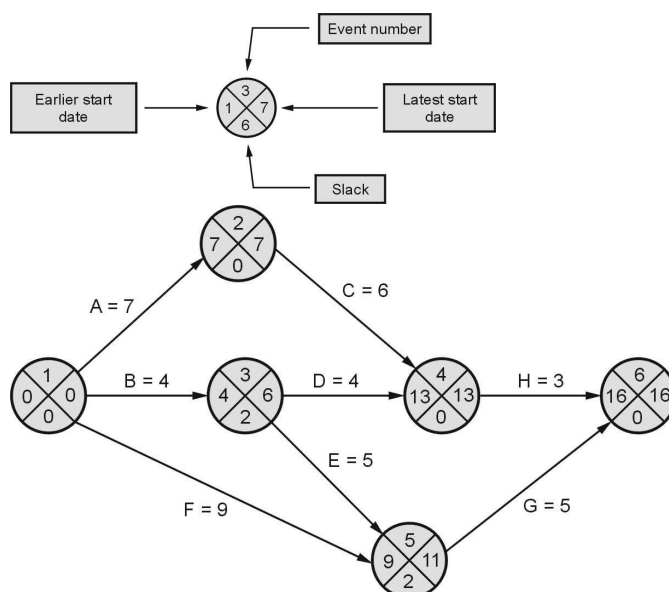 Event number
3
Earlier start
date
1 7
Latest start
date
6
Slack
2
7 7
0
A = 7
C = 6
1
0 0
0
B = 4
3
4 6
2
D = 4
4
13 13
0
H = 3
6
16 16
0
E = 5
F = 9
G = 5
5
9 11
2